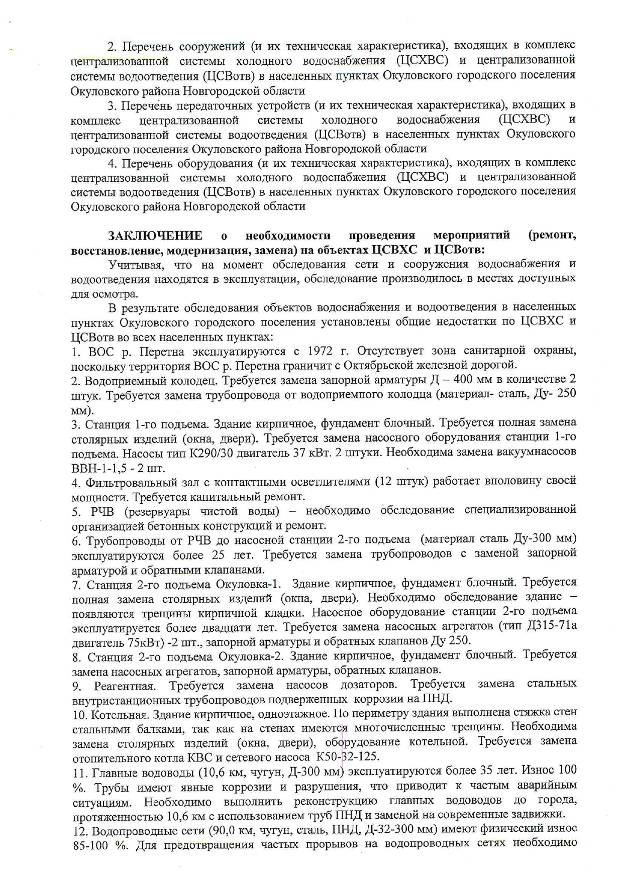 2. Перечень сооружений (и их техническая характеристика), входящих в комплекс
централизованной системы холодного водоснабжения (ЦСХВС) и централизованной
системы водоотведения (ЦСВотв) в населенных пунктах Окуловского городского поселения
Окуловского района Новгородской области
3. Перечень передаточных устройств (и их техническая характеристика), входящих в
комплекс централизованной системы холодного водоснабжения (ЦСХВС) и
централизованной системы водоотведения (ЦСВотв) в населенных пунктах Окуловского
городского поселения Окуловского района Новгородской области
4. Перечень оборудования (и их техническая характеристика), входящих в комплекс
централизованной системы холодного водоснабжения (ЦСХВС) и централизованной
системы водоотведения (ЦСВотв) в населенных пунктах Окуловского городского поселения
Окуловского района Новгородской области
ЗАКЛЮЧЕНИЕ о необходимости проведения мероприятий (ремонт,
восстановление, модернизация, замена) на объектах ЦСВХС и ЦСВотв:
Учитывая, что на момент обследования сети и сооружения водоснабжения и
водоотведения находятся в эксплуатации, обследование производилось в местах доступных
для осмотра.
В результате обследования объектов водоснабжения и водоотведения в населенных
пунктах Окуловского городского поселения установлены общие недостатки по ЦСВХС и
ЦСВотв во всех населенных пунктах:
1. ВОС р. Перетна эксплуатируются с 1972 г. Отсутствует зона санитарной охраны,
поскольку территория ВОС р. Перетна граничит с Октябрьской железной дорогой.
2. Водоприемный колодец. Требуется замена запорной арматуры Д – 400 мм в количестве 2
штук. Требуется замена трубопровода от водоприемного колодца (материал- сталь, Ду- 250
мм).
3. Станция 1-го подъема. Здание кирпичное, фундамент блочный. Требуется полная замена
столярных изделий (окна, двери). Требуется замена насосного оборудования станции 1-го
подъема. Насосы тип К290/30 двигатель 37 кВт. 2 штуки. Необходима замена вакуумнасосов
ВВН-1-1,5 - 2 шт.
4. Фильтровальный зал с контактными осветлителями (12 штук) работает вполовину своей
мощности. Требуется капитальный ремонт.
5. РЧВ (резервуары чистой воды) – необходимо обследование специализированной
организацией бетонных конструкций и ремонт.
6. Трубопроводы от РЧВ до насосной станции 2-го подъема (материал сталь Ду-300 мм)
эксплуатируются более 25 лет. Требуется замена трубопроводов с заменой запорной
арматурой и обратными клапанами.
7. Станция 2-го подъема Окуловка-1. Здание кирпичное, фундамент блочный. Требуется
полная замена столярных изделий (окна, двери). Необходимо обследование здание –
появляются трещины кирпичной кладки. Насосное оборудование станции 2-го подъема
эксплуатируется более двадцати лет. Требуется замена насосных агрегатов (тип Д315-71а
двигатель 75кВт) -2 шт., запорной арматуры и обратных клапанов Ду 250.
8. Станция 2-го подъема Окуловка-2. Здание кирпичное, фундамент блочный. Требуется
замена насосных агрегатов, запорной арматуры, обратных клапанов.
9. Реагентная. Требуется замена насосов дозаторов. Требуется замена стальных
внутристанционных трубопроводов подверженных коррозии на ПНД.
10. Котельная. Здание кирпичное, одноэтажное. По периметру здания выполнена стяжка стен
стальными балками, так как на стенах имеются многочисленные трещины. Необходима
замена столярных изделий (окна, двери), оборудование котельной. Требуется замена
отопительного котла КВС и сетевого насоса К50-32-125.
11. Главные водоводы (10,6 км, чугун, Д-300 мм) эксплуатируются более 35 лет. Износ 100
%. Трубы имеют явные коррозии и разрушения, что приводит к частым аварийным
ситуациям. Необходимо выполнить реконструкцию главных водоводов до города,
протяженностью 10,6 км с использованием труб ПНД и заменой на современные задвижки.
12. Водопроводные сети (90,0 км, чугун, сталь, ПНД, Д-32-300 мм) имеют физический износ
85-100 %. Для предотвращения частых прорывов на водопроводных сетях необходимо